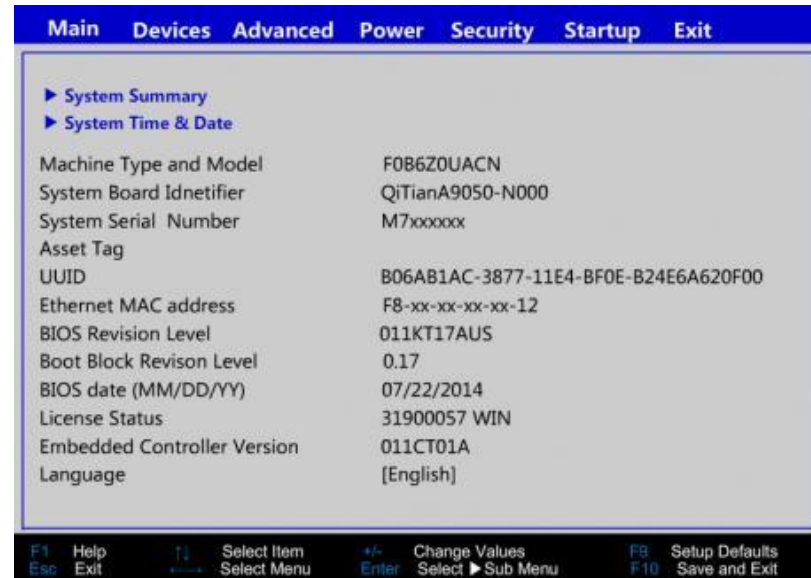 Main Devices Advanced Power Security Startup Exit
▶ System Summary
▶ System Time & Date
Machine Type and Model F0B6Z0UACN
System Board Idnetifier QiTianA9050-N000
System Serial Number M7xxxxxx
Asset Tag
UUID B06AB1AC-3877-11E4-BF0E-B24E6A620F00
Ethernet MAC address F8-xx-xx-xx-xx-12
BIOS Revision Level 011KT17AUS
Boot Block Revison Level 0.17
BIOS date (MM/DD/YY) 07/22/2014
License Status 31900057 WIN
Embedded Controller Version 011CT01A
Language [English]
F1 Help ↑↓ Select Item +/- Change Values F9 Setup Defaults
Esc Exit ←→ Select Menu Enter Select ▶ Sub Menu F10 Save and Exit